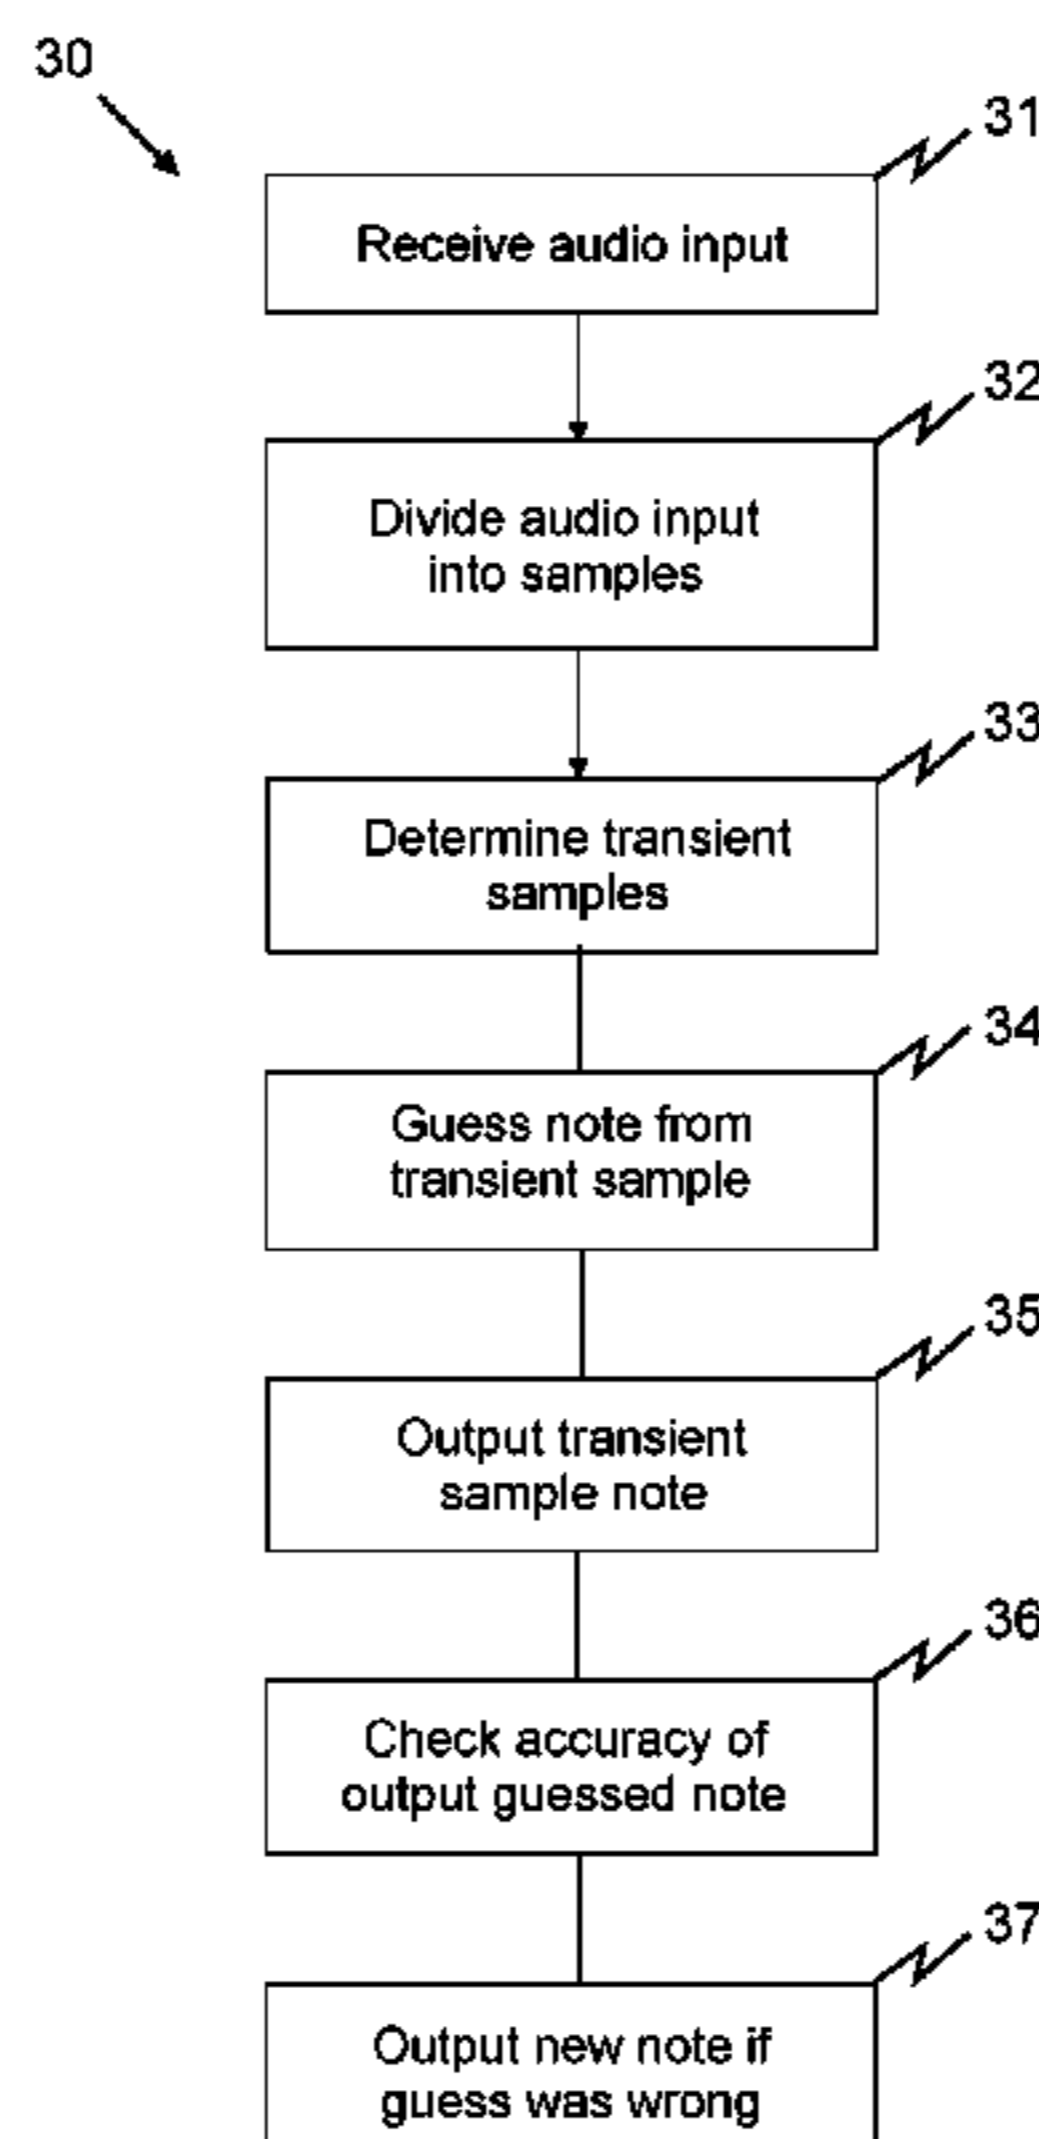 30
31
Receive audio input
32
Divide audio input
into samples
33
Determine transient
samples
34
Guess note from
transient sample
35
Output transient
sample note
36
Check accuracy of
output guessed note
37
Output new note if
guess was wrong